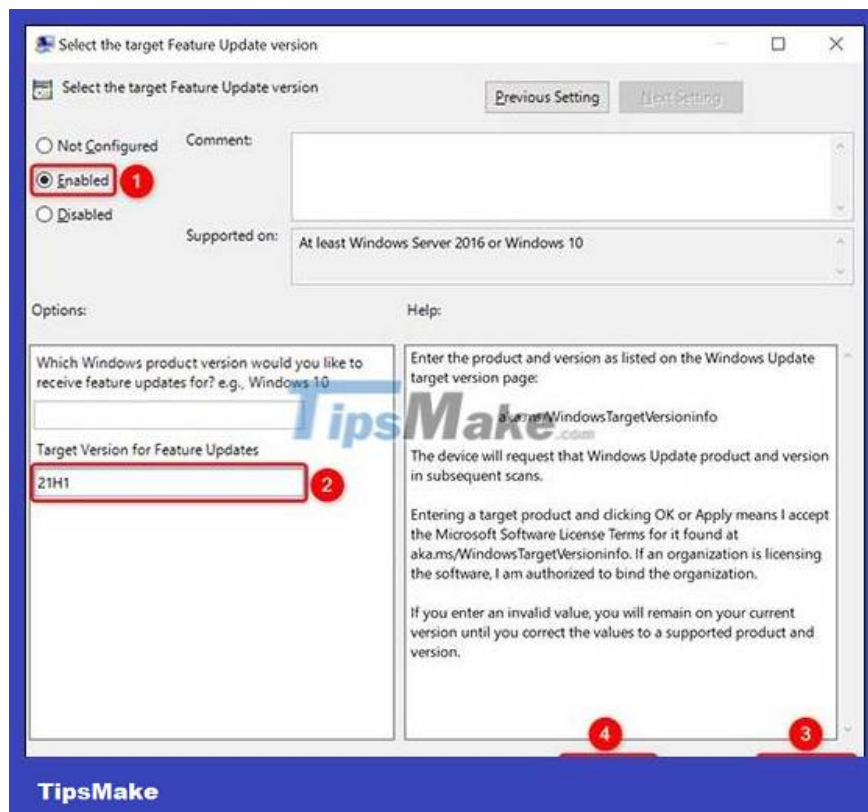 Select the target Feature Update version
Select the target Feature Update version
Previous Setting
Next Setting
Not Configured
Comment:
Enabled
1
Disabled
Supported on:
At least Windows Server 2016 or Windows 10
Options:
Help:
Which Windows product version would you like to
receive feature updates for? e.g., Windows 10
Target Version for Feature Updates
21H1
2
Enter the product and version as listed on the Windows Update
target version page:
aka.ms/WindowsTargetVersioninfo
The device will request that Windows Update product and version
in subsequent scans.
Entering a target product and clicking OK or Apply means I accept
the Microsoft Software License Terms for it found at
aka.ms/WindowsTargetVersioninfo. If an organization is licensing
the software, I am authorized to bind the organization.
If you enter an invalid value, you will remain on your current
version until you correct the values to a supported product and
version.
TipsMake.com
4
3
TipsMake